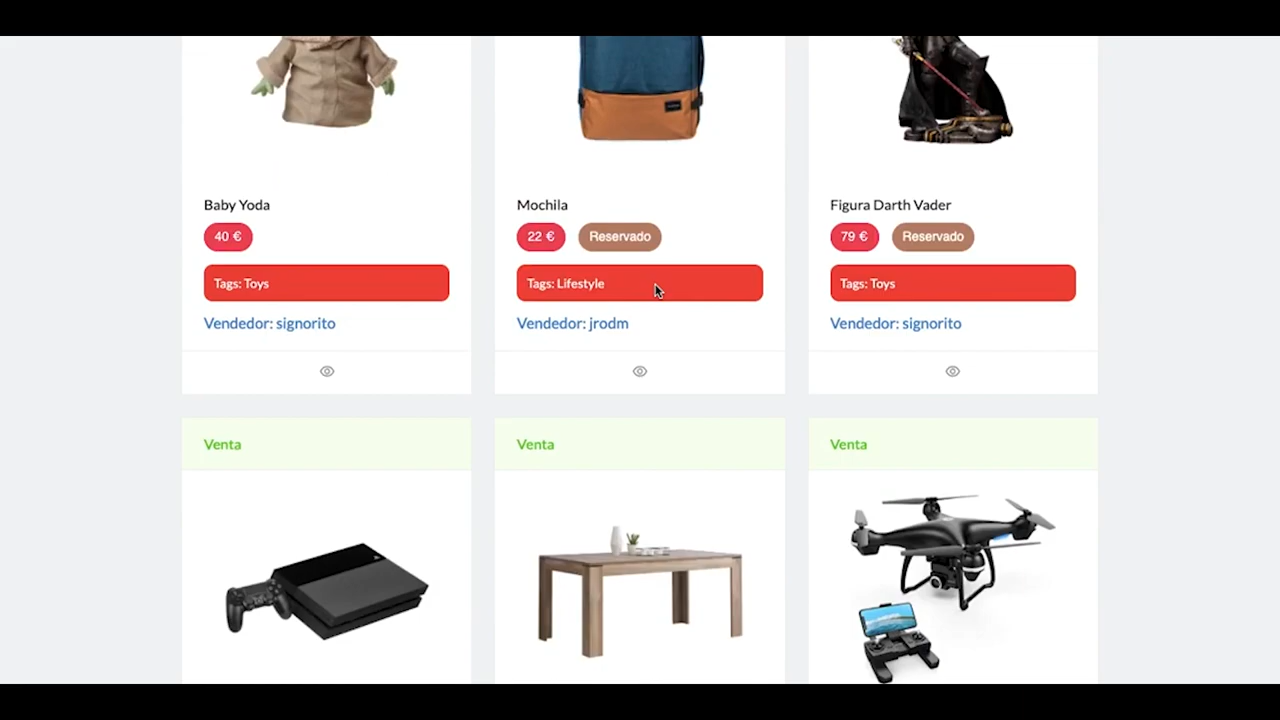 Baby Yoda
40 €
Tags: Toys
Vendedor: signorito
Mochila
22 € Reservado
Tags: Lifestyle
Vendedor: jrodm
Figura Darth Vader
79 € Reservado
Tags: Toys
Vendedor: signorito
Venta
Venta
Venta